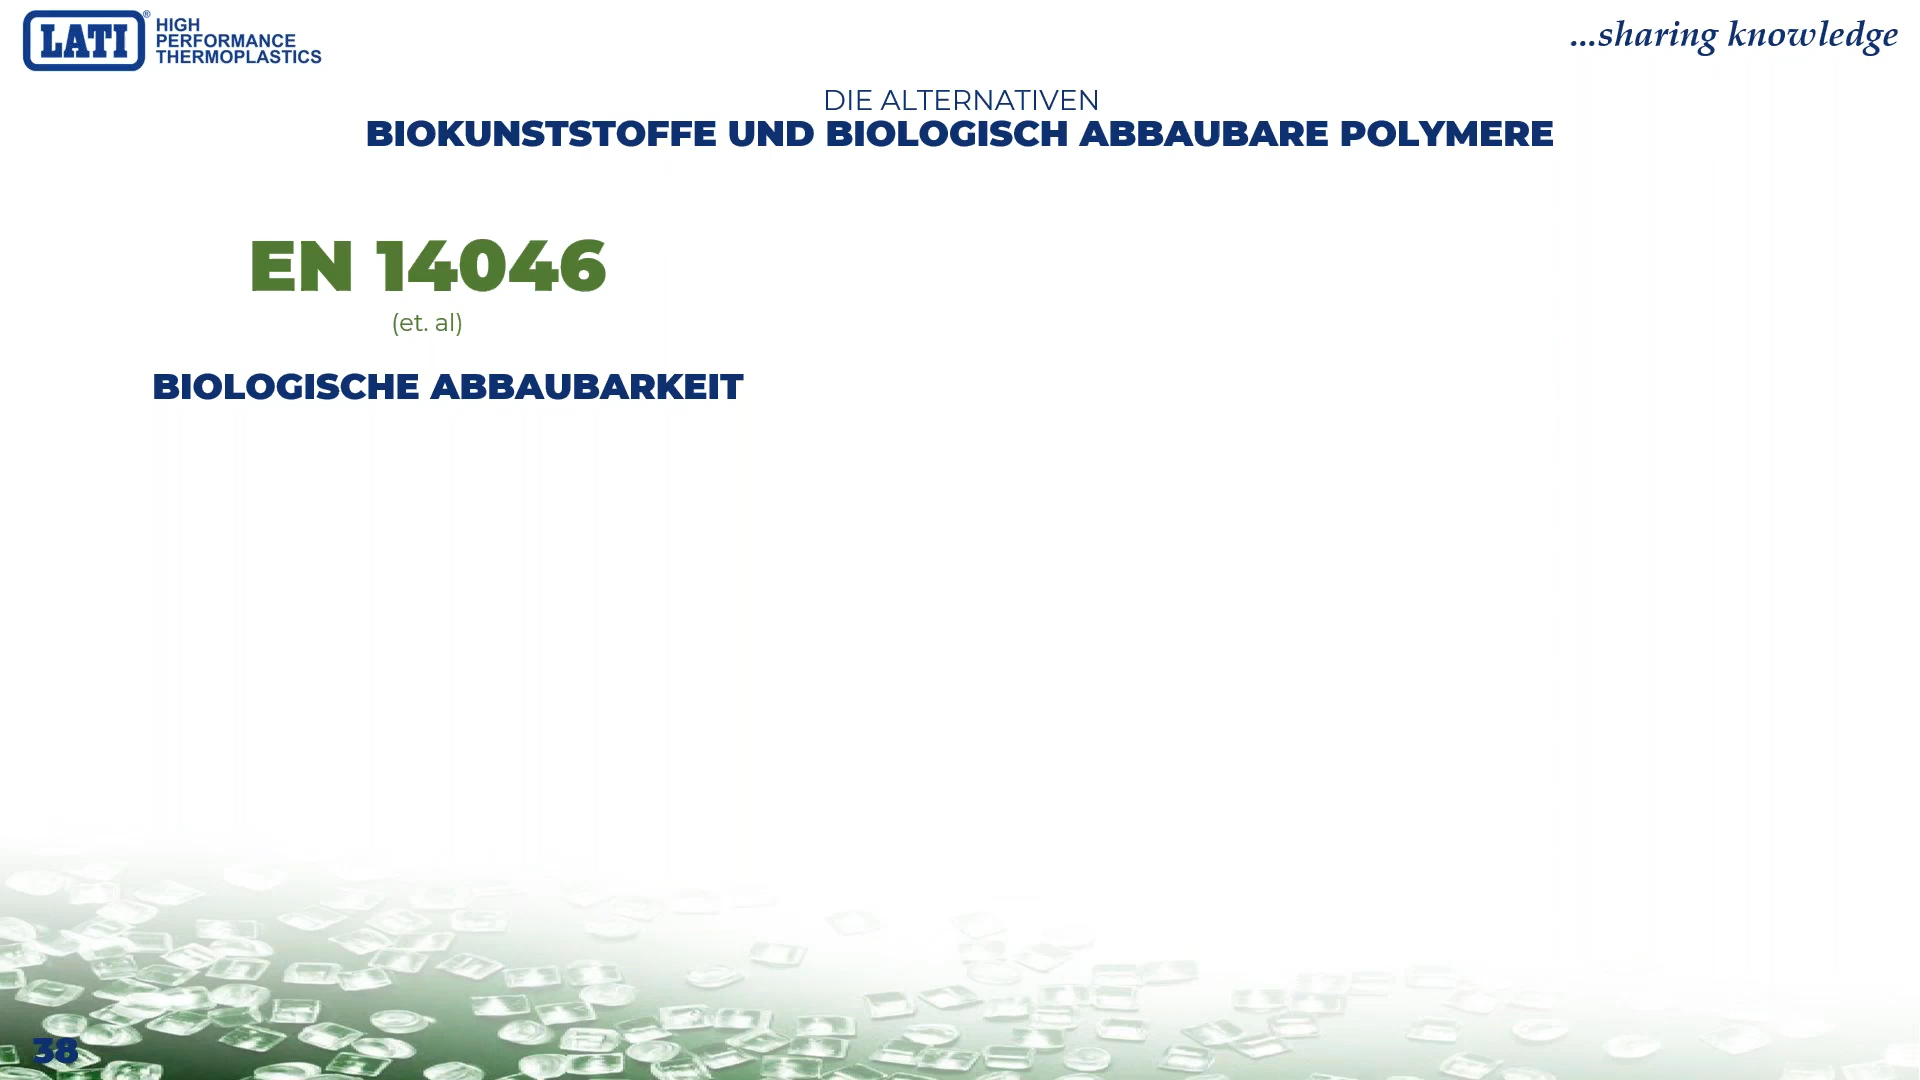 LATI® HIGH
PERFORMANCE
THERMOPLASTICS
...sharing knowledge
DIE ALTERNATIVEN
BIOKUNSTSTOFFE UND BIOLOGISCH ABBAUBARE POLYMERE
EN 14046
(et. al)
BIOLOGISCHE ABBAUBARKEIT
38